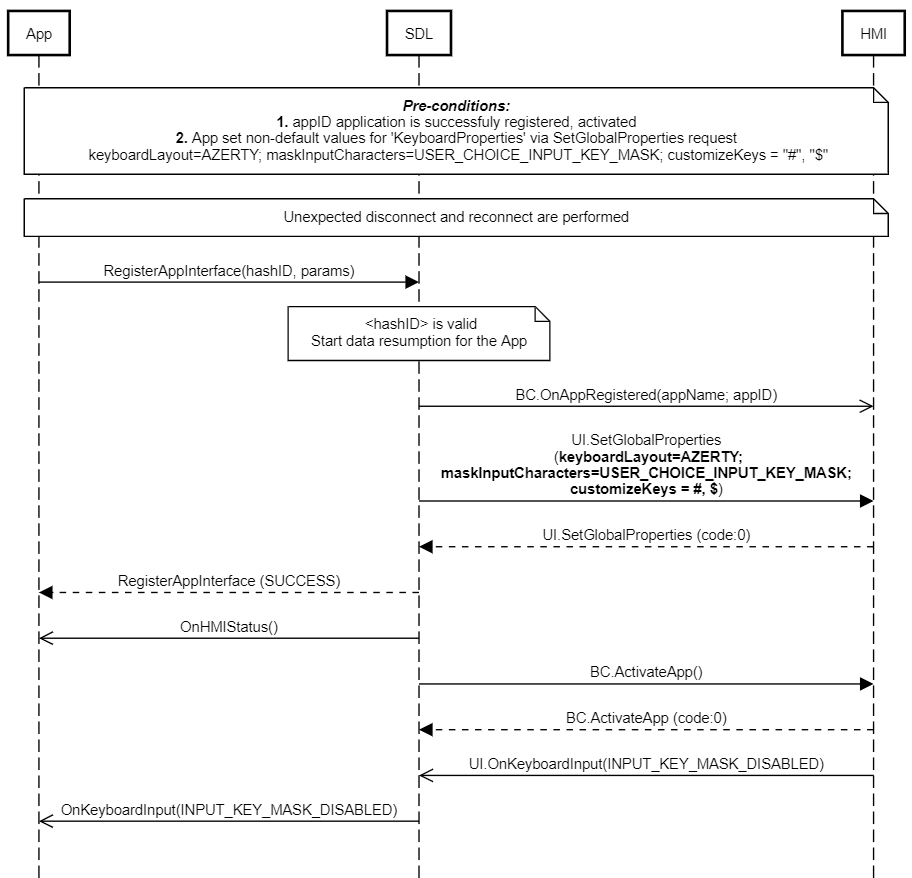 App
SDL
HMI
Pre-conditions:
1. appID application is successfuly registered, activated
2. App set non-default values for 'KeyboardProperties' via SetGlobalProperties request
keyboardLayout=AZERTY; maskInputCharacters=USER_CHOICE_INPUT_KEY_MASK; customizeKeys = "#", "$"
Unexpected disconnect and reconnect are performed
RegisterAppInterface(hashID, params)
<hashID> is valid
Start data resumption for the App
BC.OnAppRegistered(appName; appID)
UI.SetGlobalProperties
(keyboardLayout=AZERTY;
maskInputCharacters=USER_CHOICE_INPUT_KEY_MASK;
customizeKeys = #, $)
UI.SetGlobalProperties (code:0)
RegisterAppInterface (SUCCESS)
OnHMIStatus()
BC.ActivateApp()
BC.ActivateApp (code:0)
UI.OnKeyboardInput(INPUT_KEY_MASK_DISABLED)
OnKeyboardInput(INPUT_KEY_MASK_DISABLED)